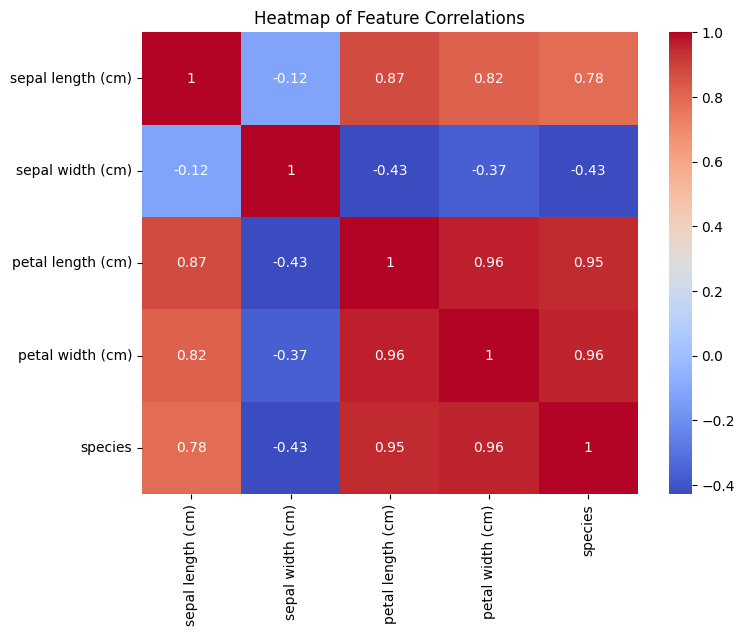 Heatmap of Feature Correlations
sepal length (cm) 1 -0.12 0.87 0.82 0.78
sepal width (cm) -0.12 1 -0.43 -0.37 -0.43
petal length (cm) 0.87 -0.43 1 0.96 0.95
petal width (cm) 0.82 -0.37 0.96 1 0.96
species 0.78 -0.43 0.95 0.96 1
sepal length (cm)
sepal width (cm)
petal length (cm)
petal width (cm)
species
1.0
0.8
0.6
0.4
0.2
0.0
−0.2
−0.4